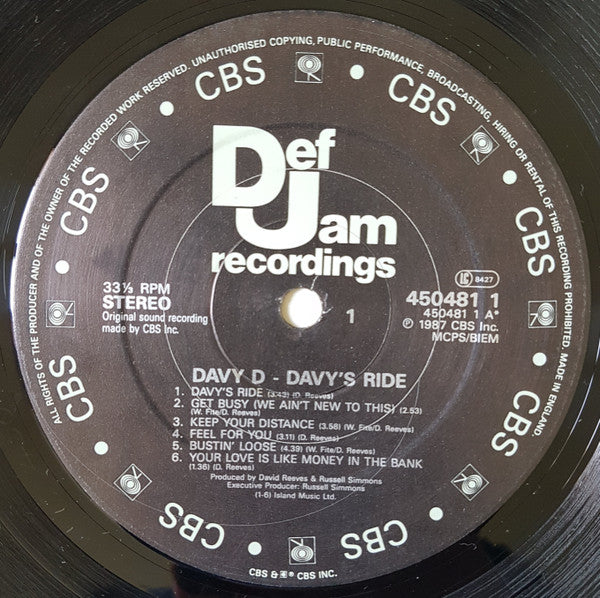 ALL RIGHTS OF THE PRODUCER AND OF THE OWNER OF THE RECORDED WORK RESERVED. UNAUTHORISED COPYING, PUBLIC PERFORMANCE, BROADCASTING, HIRING OR RENTAL OF THIS RECORDING PROHIBITED. MADE IN ENGLAND.
CBS
CBS
CBS
CBS
CBS
CBS
CBS
CBS
Def
Jam
recordings
33⅓ RPM
STEREO
Original sound recording
made by CBS Inc.
1
LC 8427
450481 1
450481 1 A*
℗ 1987 CBS Inc.
MCPS/BIEM
DAVY D - DAVY'S RIDE
1. DAVY'S RIDE (3.43) (D. Reeves)
2. GET BUSY (WE AIN'T NEW TO THIS) (2.53)
(W. Fite/D. Reeves)
3. KEEP YOUR DISTANCE (3.58) (W. Fite/D. Reeves)
4. FEEL FOR YOU (3.11) (D. Reeves)
5. BUSTIN' LOOSE (4.39) (W. Fite/D. Reeves)
6. YOUR LOVE IS LIKE MONEY IN THE BANK
(1.36) (D. Reeves)
Produced by David Reeves & Russell Simmons
Executive Producer: Russell Simmons
(1-6) Island Music Ltd.
CBS & ® CBS INC.